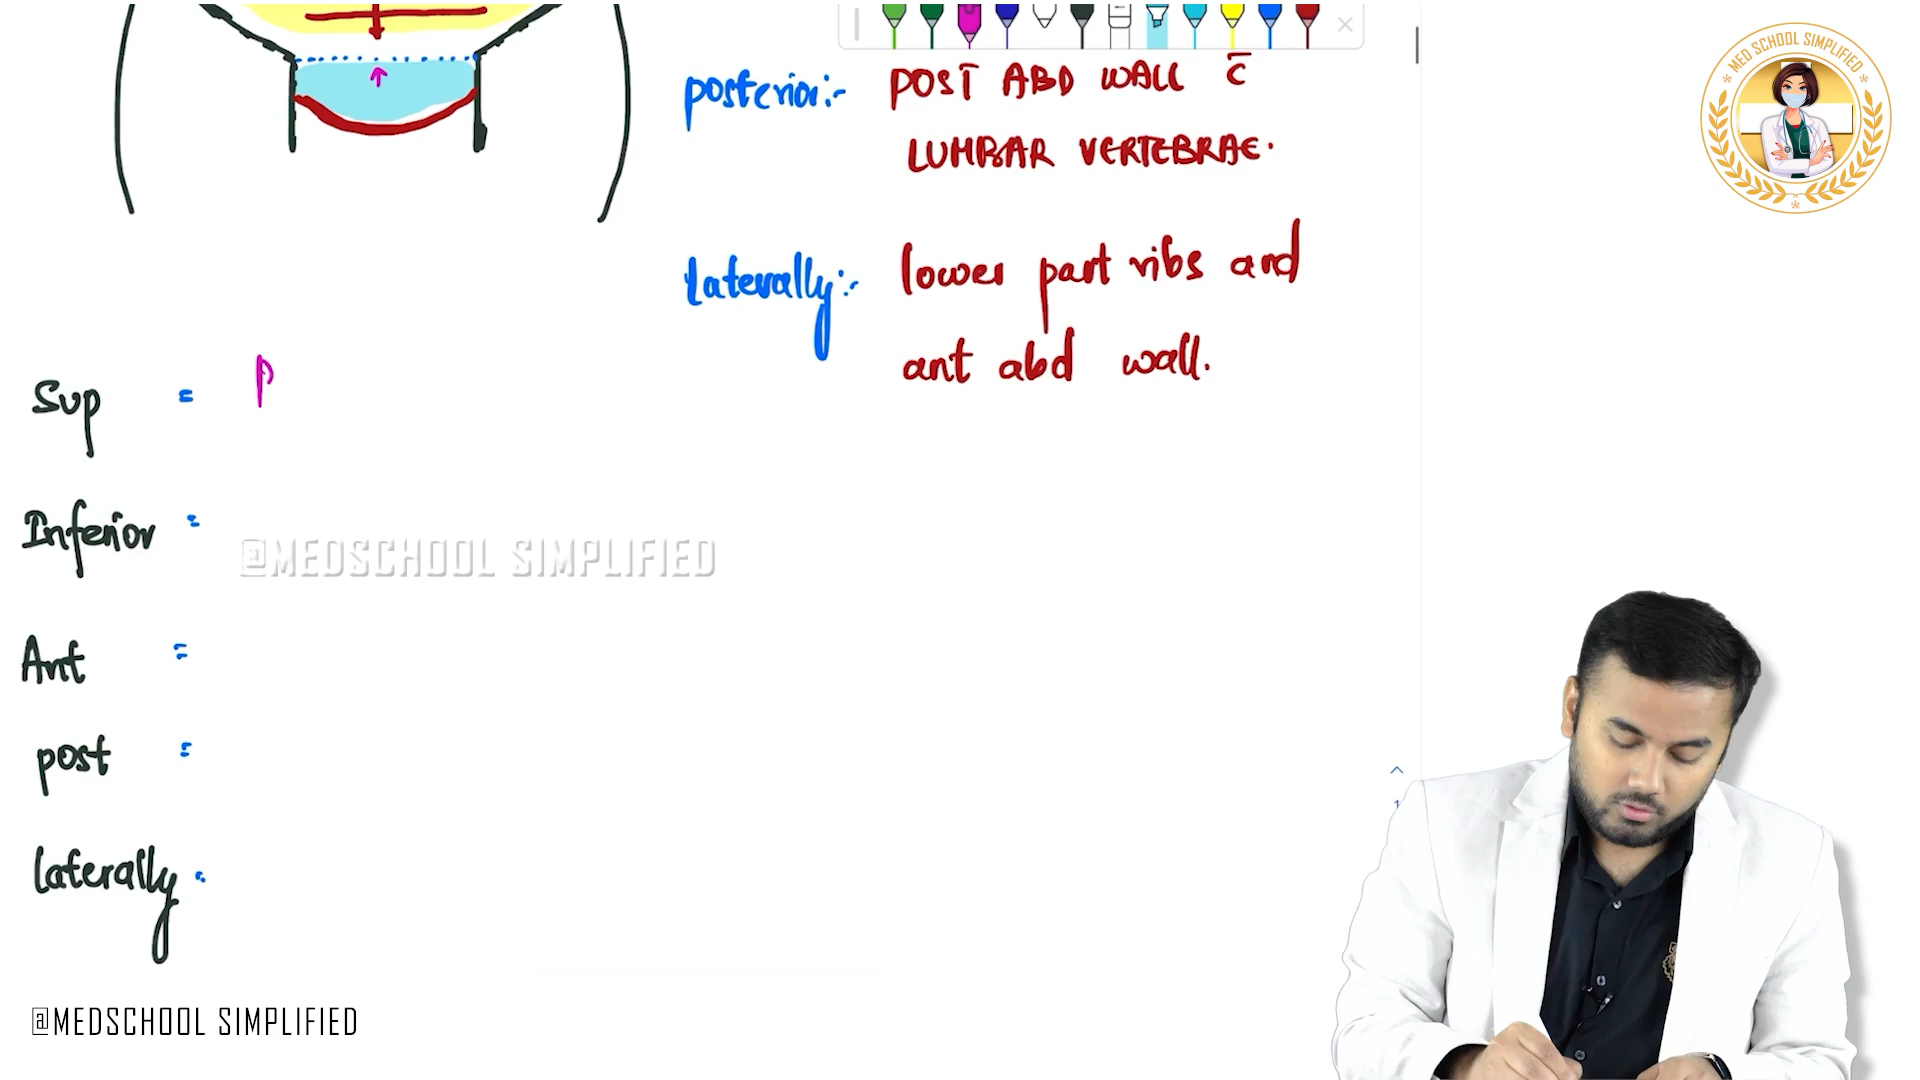 MED SCHOOL SIMPLIFIED
posterior:- POST ABD WALL C̄
LUMBAR VERTEBRAE.
laterally:- lower part ribs and
ant abd wall.
Sup = P
Inferior =
@MEDSCHOOL SIMPLIFIED
Ant =
post =
laterally =
@MEDSCHOOL SIMPLIFIED